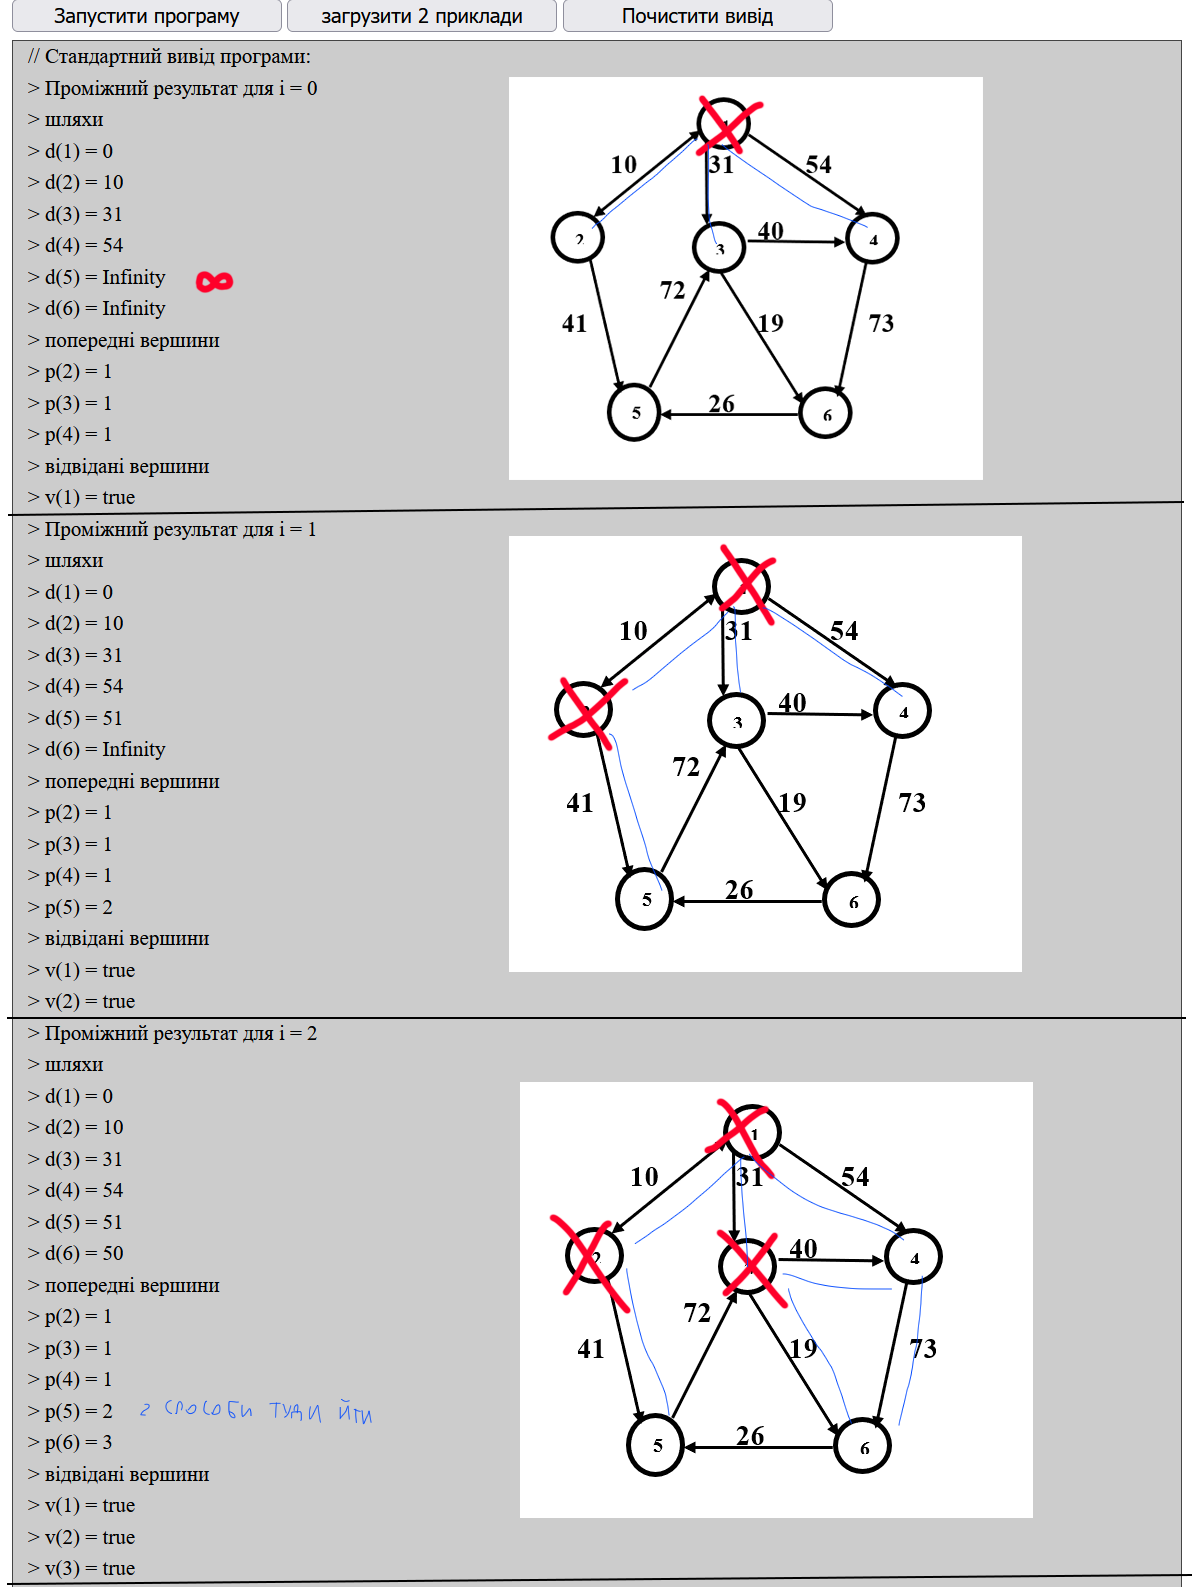 Запустити програму загрузити 2 приклади Почистити вивід
// Стандартний вивід програми:
> Проміжний результат для i = 0
> шляхи
> d(1) = 0
> d(2) = 10
> d(3) = 31
> d(4) = 54
> d(5) = Infinity ∞
> d(6) = Infinity
> попередні вершини
> p(2) = 1
> p(3) = 1
> p(4) = 1
> відвідані вершини
> v(1) = true
10 31 54
2 3 40 4
72
41 19 73
5 26 6
> Проміжний результат для i = 1
> шляхи
> d(1) = 0
> d(2) = 10
> d(3) = 31
> d(4) = 54
> d(5) = 51
> d(6) = Infinity
> попередні вершини
> p(2) = 1
> p(3) = 1
> p(4) = 1
> p(5) = 2
> відвідані вершини
> v(1) = true
> v(2) = true
10 31 54
3 40 4
72
41 19 73
5 26 6
> Проміжний результат для i = 2
> шляхи
> d(1) = 0
> d(2) = 10
> d(3) = 31
> d(4) = 54
> d(5) = 51
> d(6) = 50
> попередні вершини
> p(2) = 1
> p(3) = 1
> p(4) = 1
> p(5) = 2 2 способи туди йти
> p(6) = 3
> відвідані вершини
> v(1) = true
> v(2) = true
> v(3) = true
1
10 31 54
2 40 4
72
41 19 73
5 26 6